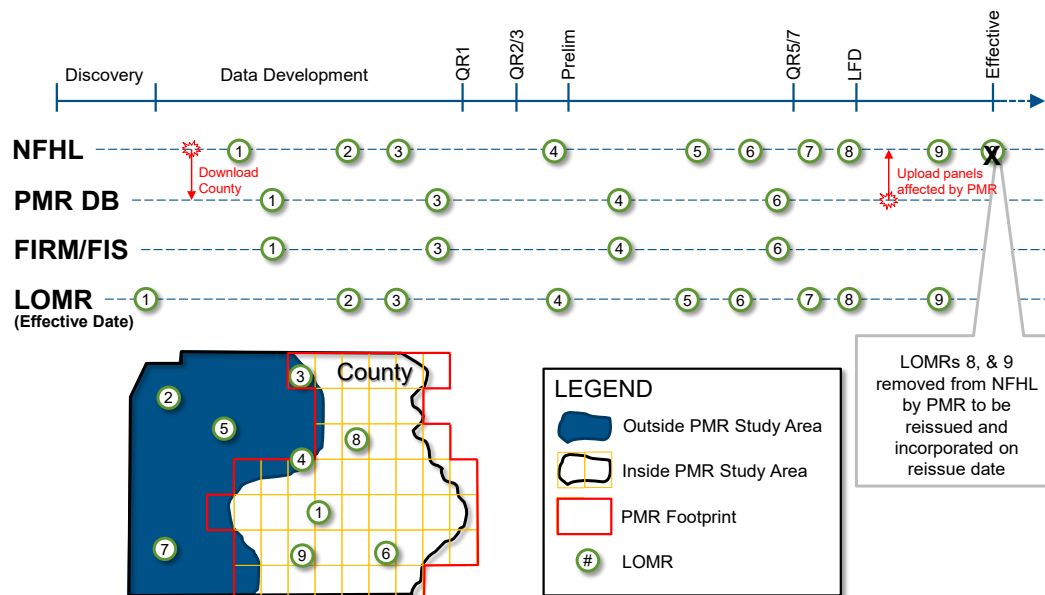 Discovery
Data Development
QR1
QR2/3
Prelim
QR5/7
LFD
Effective
NFHL
1 2 3 4 5 6 7 8 9 X
Download
County
Upload panels
affected by PMR
PMR DB
1 3 4 6
FIRM/FIS
1 3 4 6
LOMR
(Effective Date)
1 2 3 4 5 6 7 8 9
County
3
2
5
8
4
1
7
9
6
LEGEND
Outside PMR Study Area
Inside PMR Study Area
PMR Footprint
# LOMR
LOMRs 8, & 9
removed from NFHL
by PMR to be
reissued and
incorporated on
reissue date